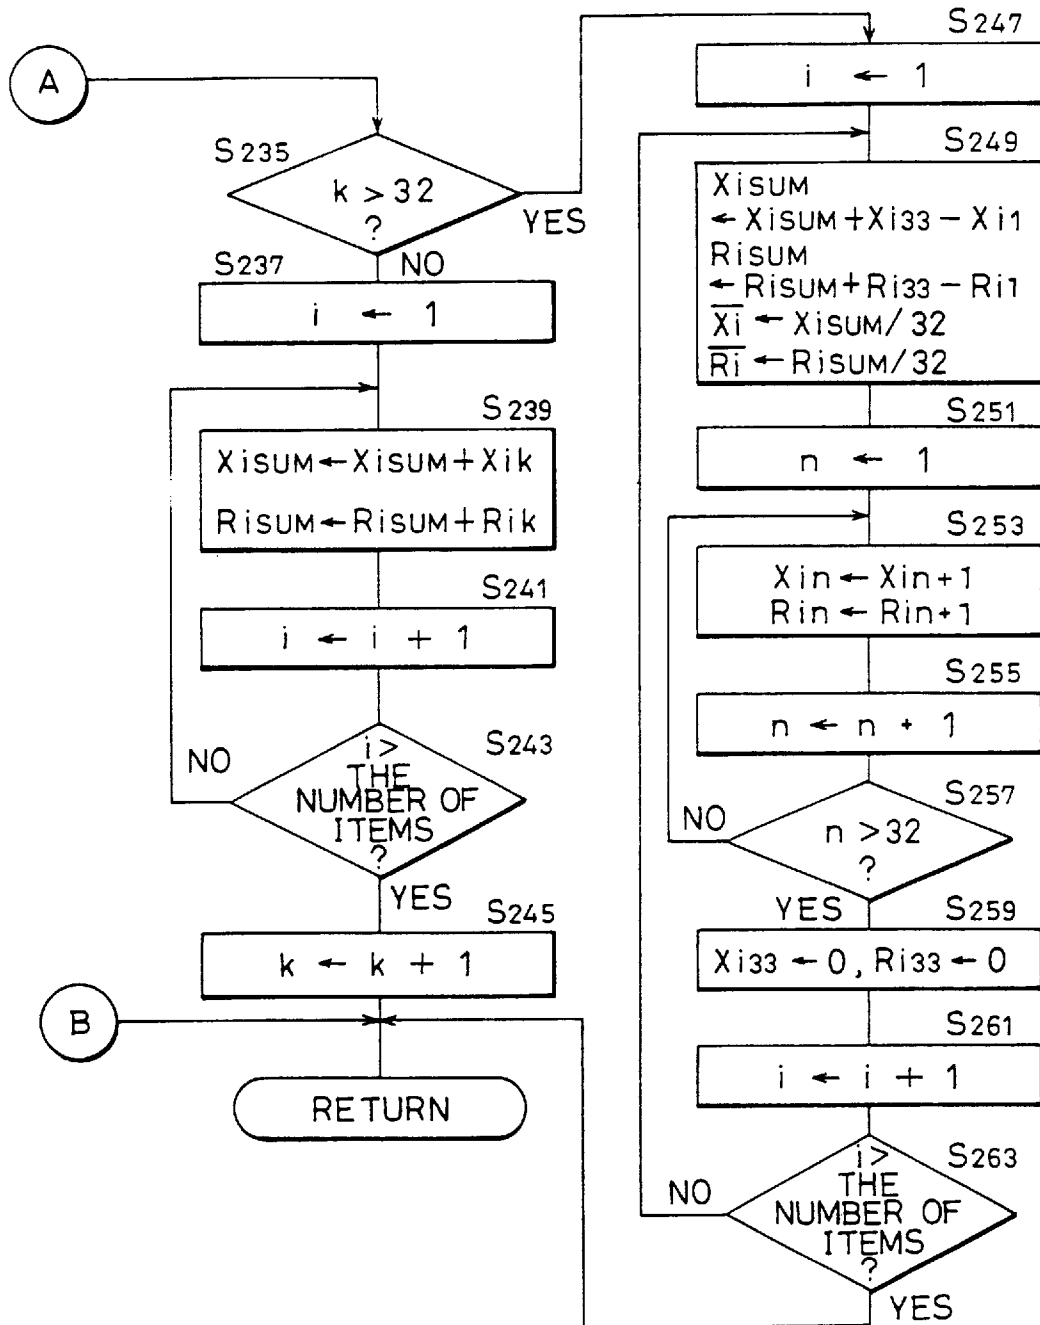 A
S235
k > 32
?
YES
NO
S237
i ← 1
S239
XiSUM←XiSUM+Xik
RiSUM←RiSUM+Rik
S241
i ← i + 1
S243
i>
THE
NUMBER OF
ITEMS
?
NO
YES
S245
k ← k + 1
B
RETURN
S247
i ← 1
S249
XiSUM
←XiSUM+Xi33−Xi1
RiSUM
←RiSUM+Ri33−Ri1
X̅i̅ ←XiSUM/32
R̅i̅ ←RiSUM/32
S251
n ← 1
S253
Xin ← Xin+1
Rin ← Rin+1
S255
n ← n + 1
S257
n >32
?
NO
YES
S259
Xi33 ←0, Ri33 ←0
S261
i ← i + 1
S263
i>
THE
NUMBER OF
ITEMS
?
NO
YES